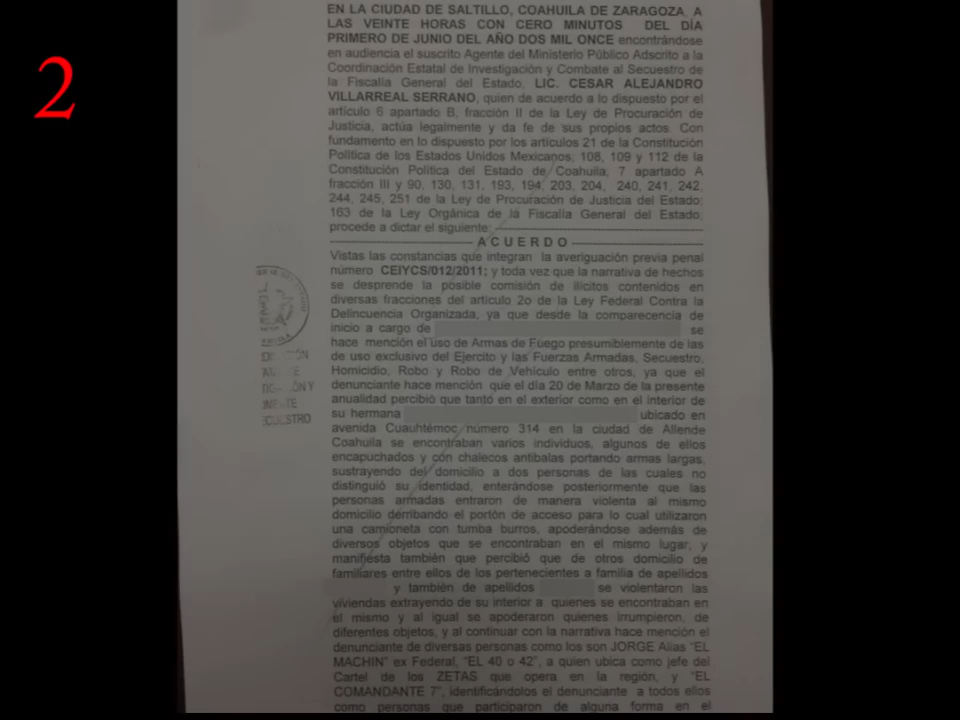 2
EN LA CIUDAD DE SALTILLO, COAHUILA DE ZARAGOZA, A
LAS VEINTE HORAS CON CERO MINUTOS DEL DÍA
PRIMERO DE JUNIO DEL AÑO DOS MIL ONCE encontrándose
en audiencia el suscrito Agente del Ministerio Público Adscrito a la
Coordinación Estatal de Investigación y Combate al Secuestro de
la Fiscalía General del Estado, LIC. CESAR ALEJANDRO
VILLARREAL SERRANO, quien de acuerdo a lo dispuesto por el
artículo 6 apartado B, fracción II de la Ley de Procuración de
Justicia, actúa legalmente y da fe de sus propios actos. Con
fundamento en lo dispuesto por los artículos 21 de la Constitución
Política de los Estados Unidos Mexicanos; 108, 109 y 112 de la
Constitución Política del Estado de Coahuila; 7 apartado A
fracción III y 90, 130, 131, 193, 194, 203, 204, 240, 241, 242,
244, 245, 251 de la Ley de Procuración de Justicia del Estado;
163 de la Ley Orgánica de la Fiscalía General del Estado,
procede a dictar el siguiente:
A C U E R D O
Vistas las constancias que integran la averiguación previa penal
número CEIYCS/012/2011; y toda vez que la narrativa de hechos
se desprende la posible comisión de ilícitos contenidos en
diversas fracciones del articulo 2o de la Ley Federal Contra la
Delincuencia Organizada, ya que desde la comparecencia de
inicio a cargo de se
hace mención el uso de Armas de Fuego presumiblemente de las
de uso exclusivo del Ejercito y las Fuerzas Armadas, Secuestro,
Homicidio, Robo y Robo de Vehículo entre otros, ya que el
denunciante hace mención que el día 20 de Marzo de la presente
anualidad percibió que tanto en el exterior como en el interior de
su hermana ubicado en
avenida Cuauhtémoc número 314 en la ciudad de Allende
Coahuila se encontraban varios individuos, algunos de ellos
encapuchados y con chalecos antibalas portando armas largas,
sustrayendo del domicilio a dos personas de las cuales no
distinguió su identidad, enterándose posteriormente que las
personas armadas entraron de manera violenta al mismo
domicilio derribando el portón de acceso para lo cual utilizaron
una camioneta con tumba burros, apoderándose además de
diversos objetos que se encontraban en el mismo lugar; y
manifiesta también que percibió que de otros domicilio de
familiares entre ellos de los pertenecientes a familia de apellidos
y también de apellidos se violentaron las
viviendas extrayendo de su interior a quienes se encontraban en
el mismo y al igual se apoderaron quienes irrumpieron, de
diferentes objetos, y al continuar con la narrativa hace mención el
denunciante de diversas personas como los son JORGE Alias "EL
MACHIN" ex Federal, "EL 40 o 42", a quien ubica como jefe del
Cartel de los ZETAS que opera en la región, y "EL
COMANDANTE 7", identificándolos el denunciante a todos ellos
como personas que participaron de alguna forma en el